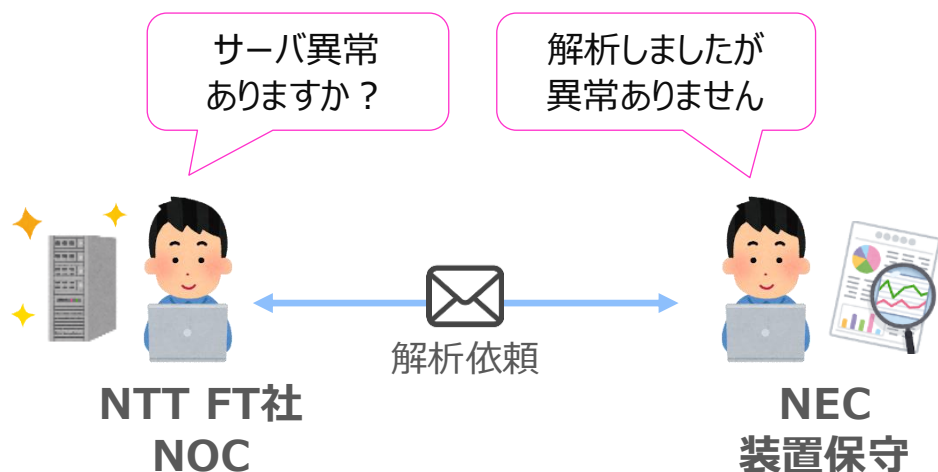 サーバ異常
ありますか？
解析しましたが
異常ありません
解析依頼
NTT FT社
NOC
NEC
装置保守